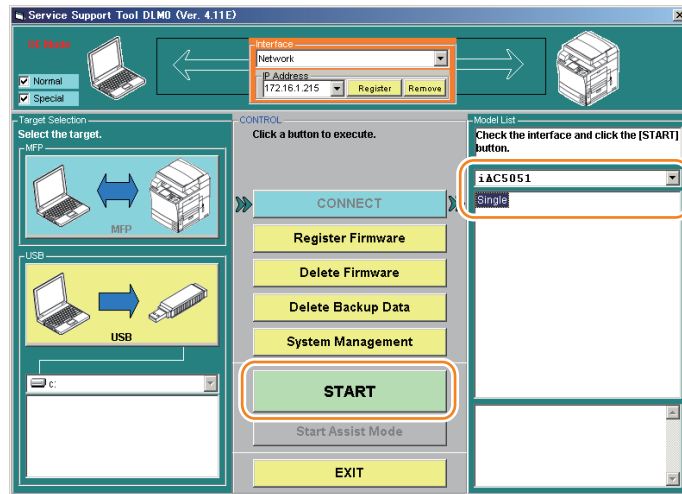 Service Support Tool DLM0 (Ver. 4.11E)
Normal
Special
Interface
Network
IP Address
172.16.1.215
Register
Remove
Target Selection
Select the target.
MFP
MFP
USB
USB
c:
CONTROL
Click a button to execute.
CONNECT
Register Firmware
Delete Firmware
Delete Backup Data
System Management
START
Start Assist Mode
EXIT
Model List
Check the interface and click the [START]
button.
iAC5051
Single